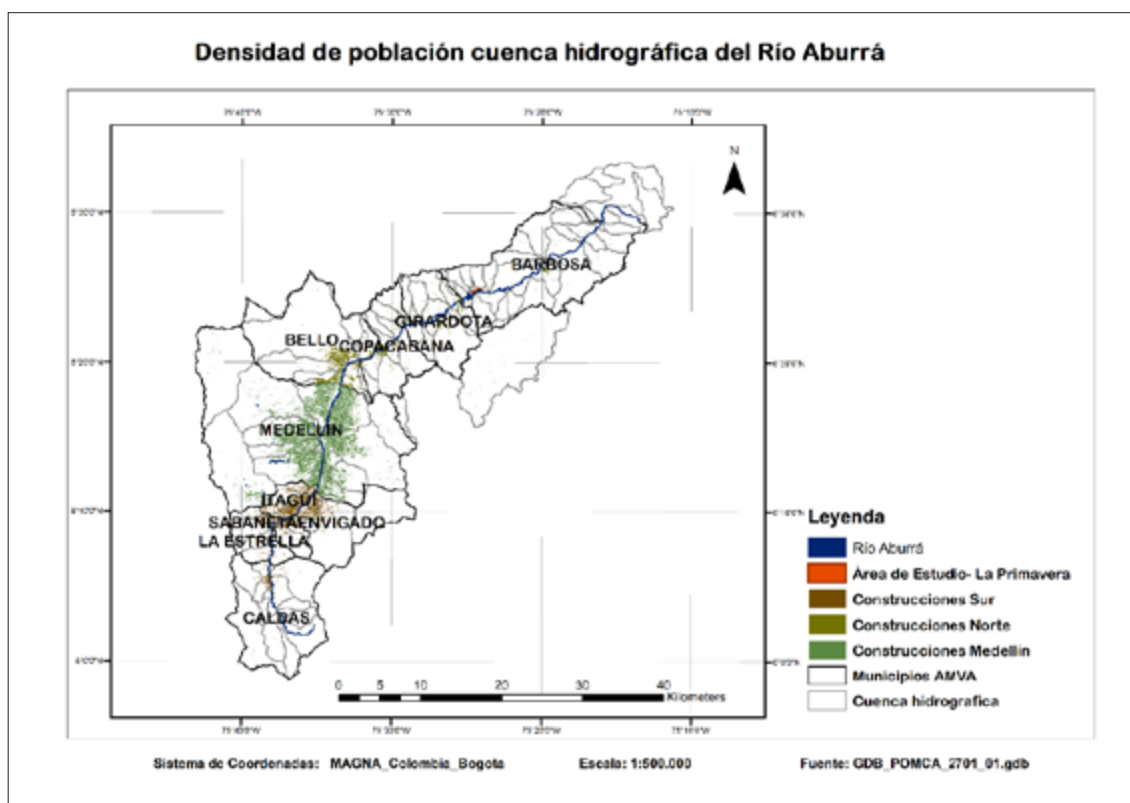 Densidad de población cuenca hidrográfica del Río Aburrá
N
BARBOSA
GIRARDOTA
BELLO
COPACABANA
MEDELLIN
ITAGUI
SABANETA ENVIGADO
LA ESTRELLA
CALDAS
0 5 10 20 30 40
Kilometers
Leyenda
Río Aburrá
Área de Estudio- La Primavera
Construcciones Sur
Construcciones Norte
Construcciones Medellin
Municipios AMVA
Cuenca hidrografica
Sistema de Coordenadas: MAGNA_Colombia_Bogota Escala: 1:500.000 Fuente: GDB_POMCA_2701_01.gdb